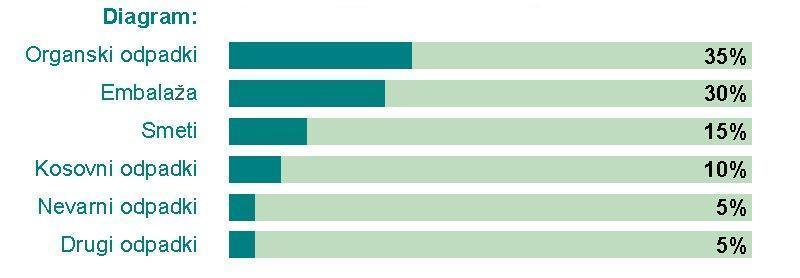 Diagram:
Organski odpadki 35%
Embalaža 30%
Smeti 15%
Kosovni odpadki 10%
Nevarni odpadki 5%
Drugi odpadki 5%